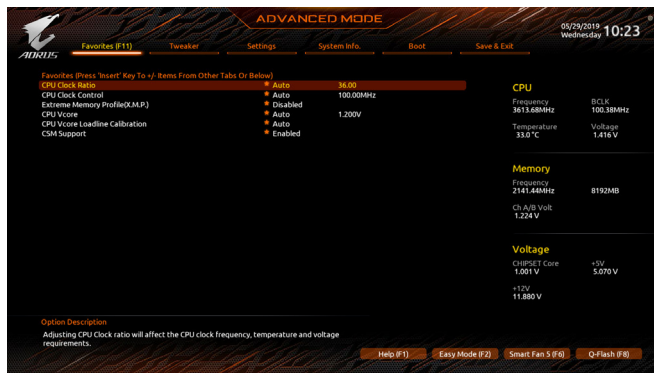 ADVANCED MODE
05/29/2019 10:23
Wednesday
AORUS
Favorites (F11) Tweaker Settings System Info. Boot Save & Exit
Favorites (Press 'Insert' Key To +/- Items From Other Tabs Or Below)
CPU Clock Ratio Auto 36.00
CPU Clock Control Auto 100.00MHz
Extreme Memory Profile(X.M.P.) Disabled
CPU Vcore Auto 1.200V
CPU Vcore Loadline Calibration Auto
CSM Support Enabled
CPU
Frequency BCLK
3613.68MHz 100.38MHz
Temperature Voltage
33.0 °C 1.416 V
Memory
Frequency
2141.44MHz 8192MB
Ch A/B Volt
1.224 V
Voltage
CHIPSET Core +5V
1.001 V 5.070 V
+12V
11.880 V
Option Description
Adjusting CPU Clock ratio will affect the CPU clock frequency, temperature and voltage
requirements.
Help (F1) Easy Mode (F2) Smart Fan 5 (F6) Q-Flash (F8)